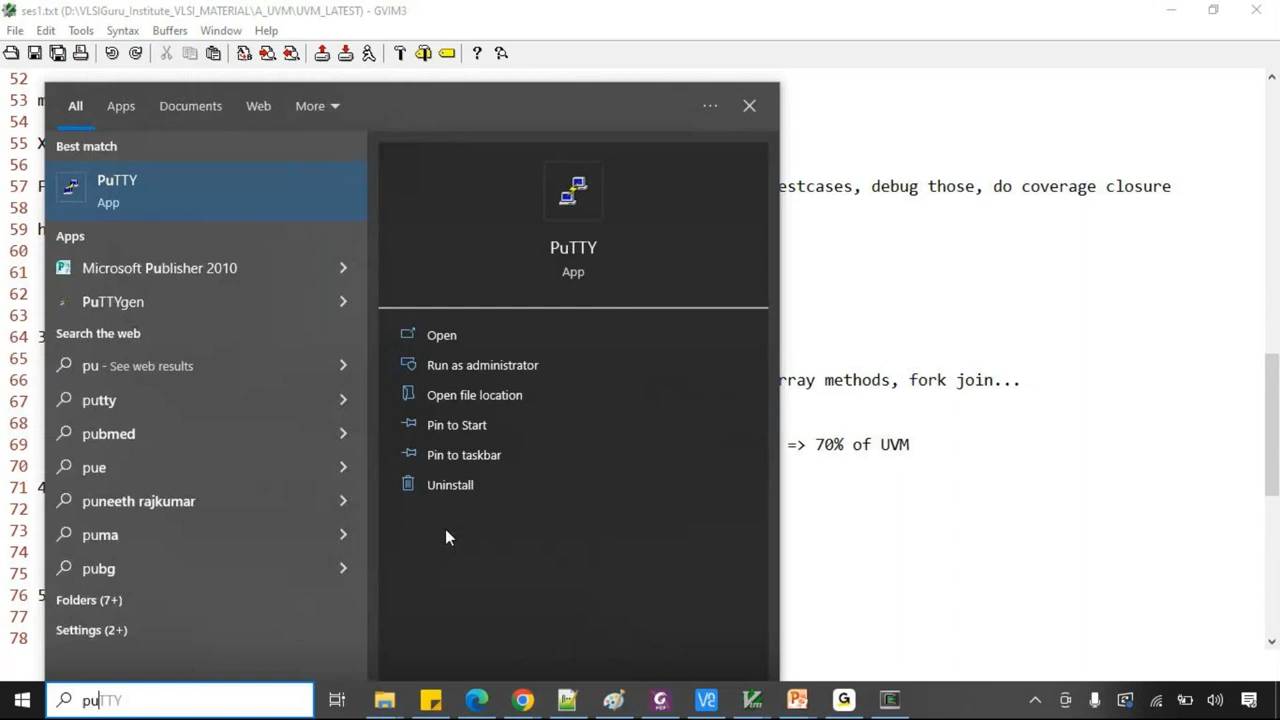 ses1.txt (D:\VLSIGuru_Institute_VLSI_MATERIAL\A_UVM\UVM_LATEST) - GVIM3
File Edit Tools Syntax Buffers Window Help
52
53 m
54
55 X
56
57 F estcases, debug those, do coverage closure
58
59 h
60
61
62
63
64 3
65
66 rray methods, fork join...
67
68
69 => 70% of UVM
70
71 4
72
73
74
75
76 5
77
78
All Apps Documents Web More
Best match
PuTTY
App
Apps
Microsoft Publisher 2010
PuTTYgen
Search the web
pu - See web results
putty
pubmed
pue
puneeth rajkumar
puma
pubg
Folders (7+)
Settings (2+)
PuTTY
App
Open
Run as administrator
Open file location
Pin to Start
Pin to taskbar
Uninstall
puTTY